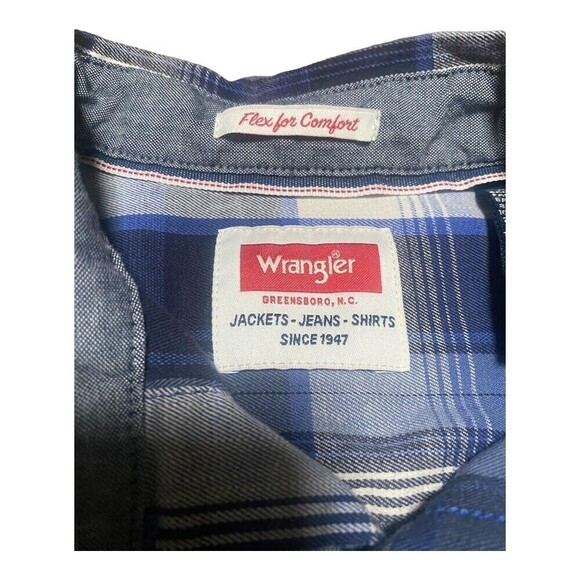 Flex for Comfort
Wrangler®
GREENSBORO, N.C.
JACKETS - JEANS - SHIRTS
SINCE 1947